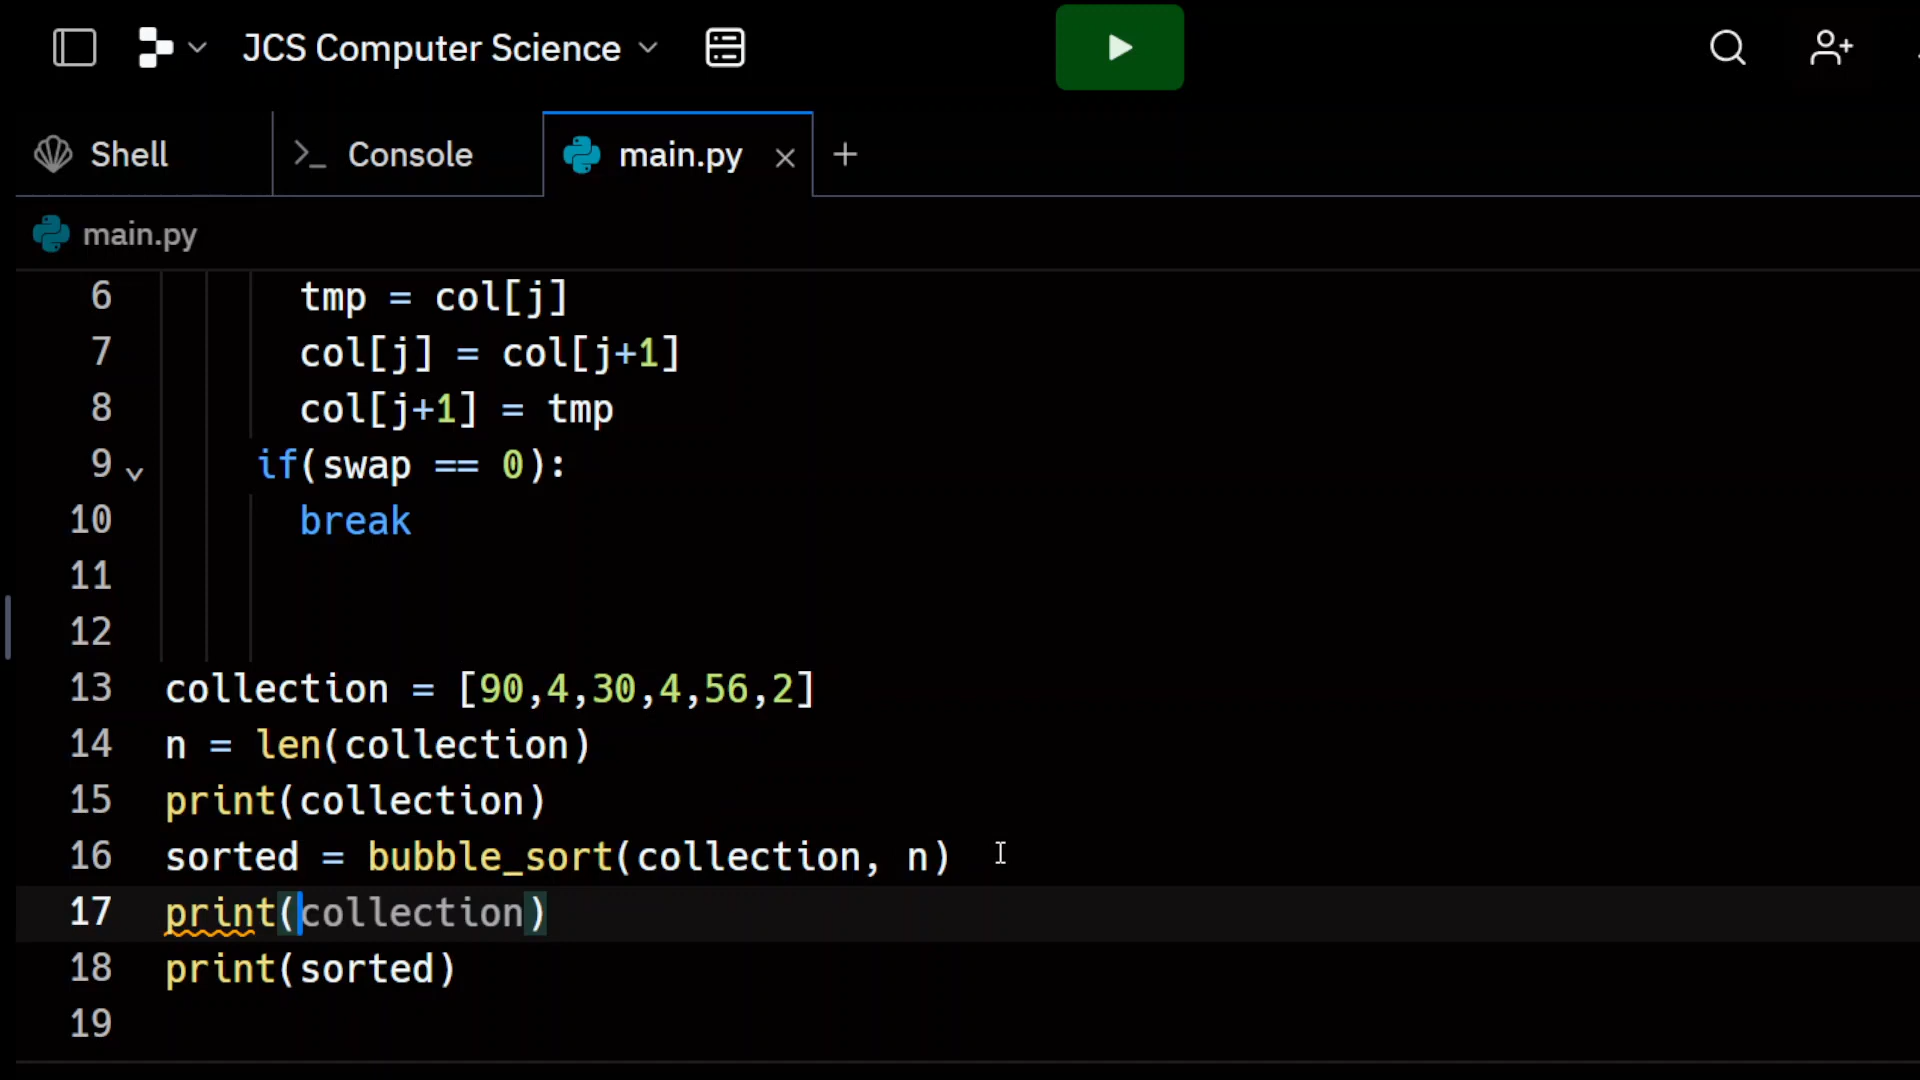 JCS Computer Science
Shell
Console
main.py
main.py
6 tmp = col[j]
7 col[j] = col[j+1]
8 col[j+1] = tmp
9 if(swap == 0):
10 break
11
12
13 collection = [90,4,30,4,56,2]
14 n = len(collection)
15 print(collection)
16 sorted = bubble_sort(collection, n)
17 print(collection)
18 print(sorted)
19